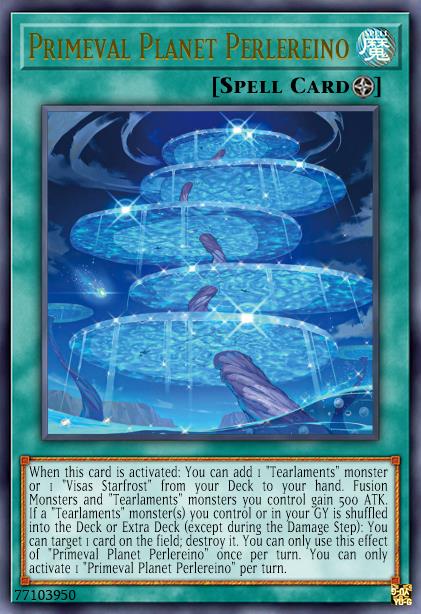 PRIMEVAL PLANET PERLEREINO
SPELL
魔
[SPELL CARD]
When this card is activated: You can add 1 "Tearlaments" monster
or 1 "Visas Starfrost" from your Deck to your hand. Fusion
Monsters and "Tearlaments" monsters you control gain 500 ATK.
If a "Tearlaments" monster(s) you control or in your GY is shuffled
into the Deck or Extra Deck (except during the Damage Step): You
can target 1 card on the field; destroy it. You can only use this effect
of "Primeval Planet Perlereino" once per turn. You can only
activate 1 "Primeval Planet Perlereino" per turn.
77103950